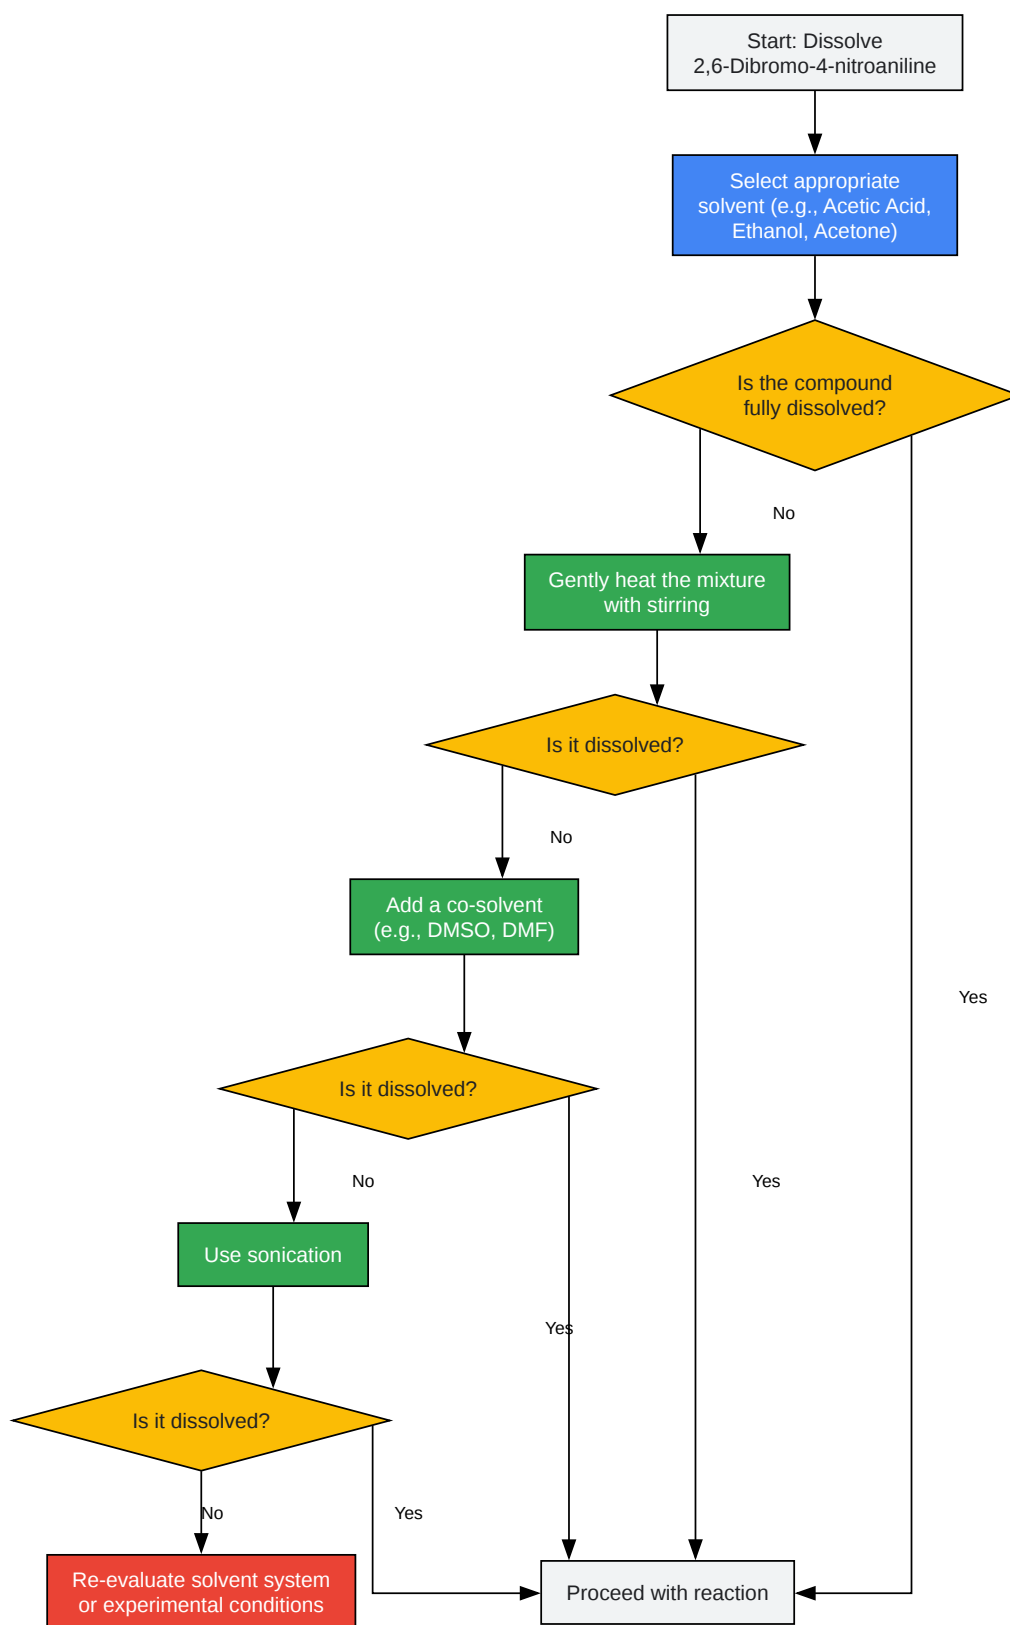 Start: Dissolve
2,6-Dibromo-4-nitroaniline
Select appropriate
solvent (e.g., Acetic Acid,
Ethanol, Acetone)
Is the compound
fully dissolved?
No
Gently heat the mixture
with stirring
Is it dissolved?
No
Add a co-solvent
(e.g., DMSO, DMF)
Yes
Is it dissolved?
No
Yes
Use sonication
Yes
Is it dissolved?
No
Yes
Re-evaluate solvent system
or experimental conditions
Proceed with reaction